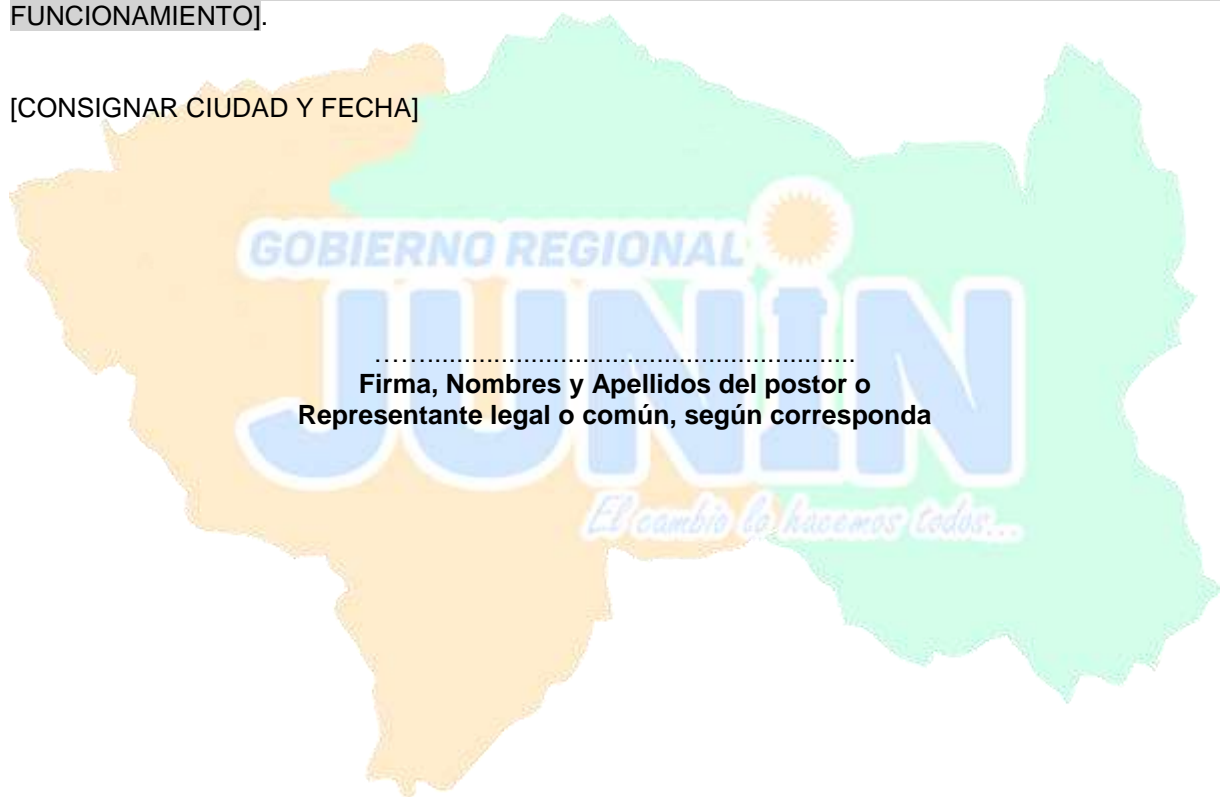 FUNCIONAMIENTO].
[CONSIGNAR CIUDAD Y FECHA]
GOBIERNO REGIONAL
JUNÍN
……..........................................................
Firma, Nombres y Apellidos del postor o
Representante legal o común, según corresponda
El cambio lo hacemos todos...